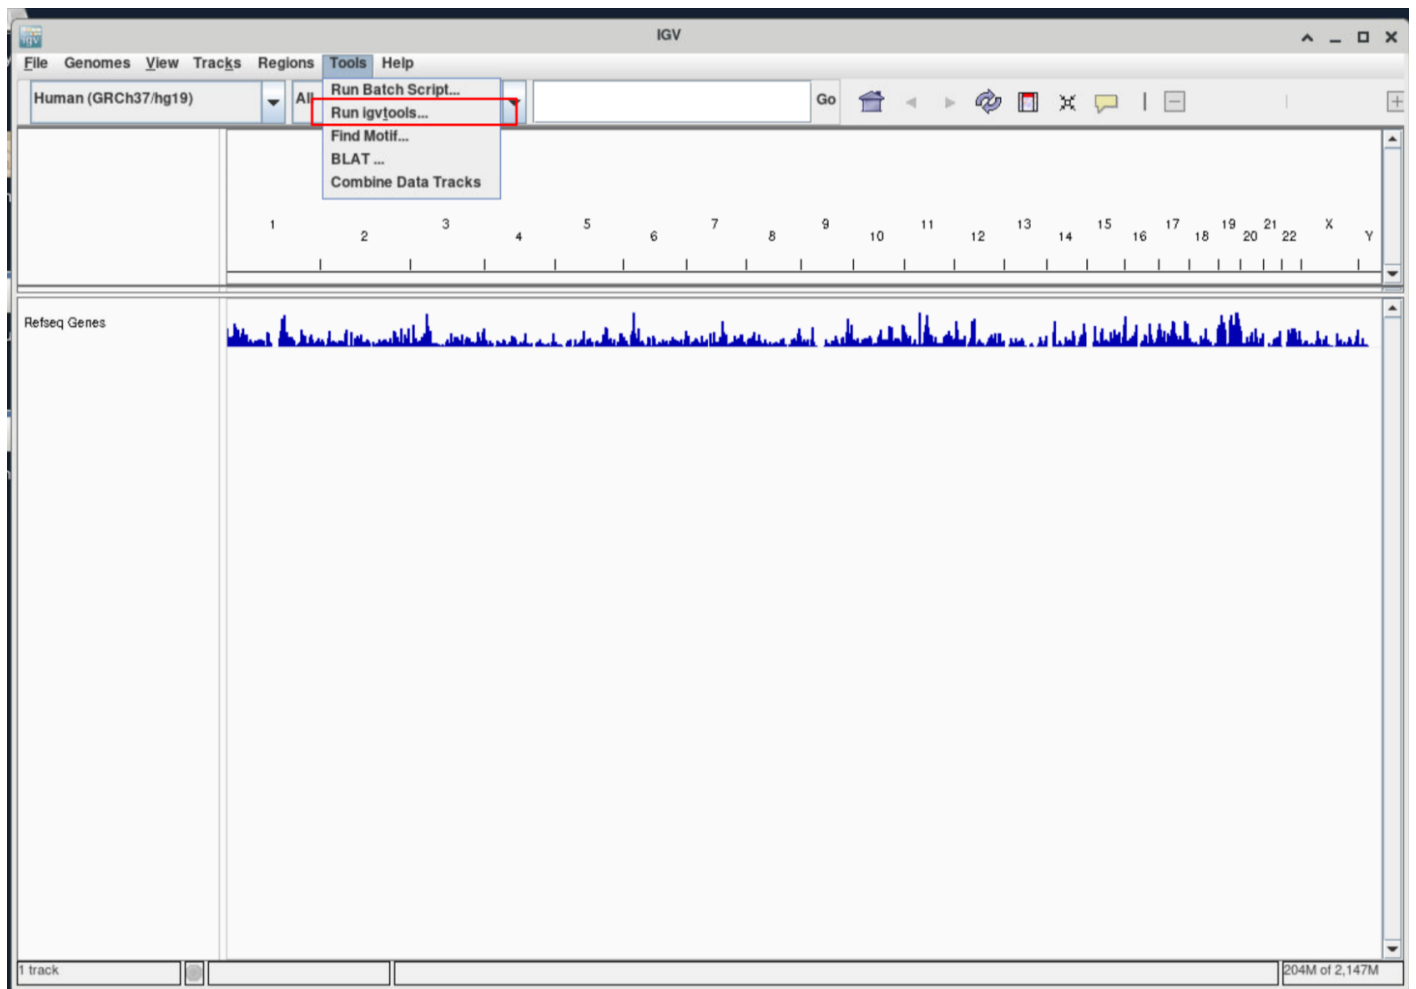 IGV
File Genomes View Tracks Regions Tools Help
Human (GRCh37/hg19) All Go
Run Batch Script...
Run igvtools...
Find Motif...
BLAT ...
Combine Data Tracks
1 2 3 4 5 6 7 8 9 10 11 12 13 14 15 16 17 18 19 20 21 22 X Y
Refseq Genes
1 track 204M of 2,147M